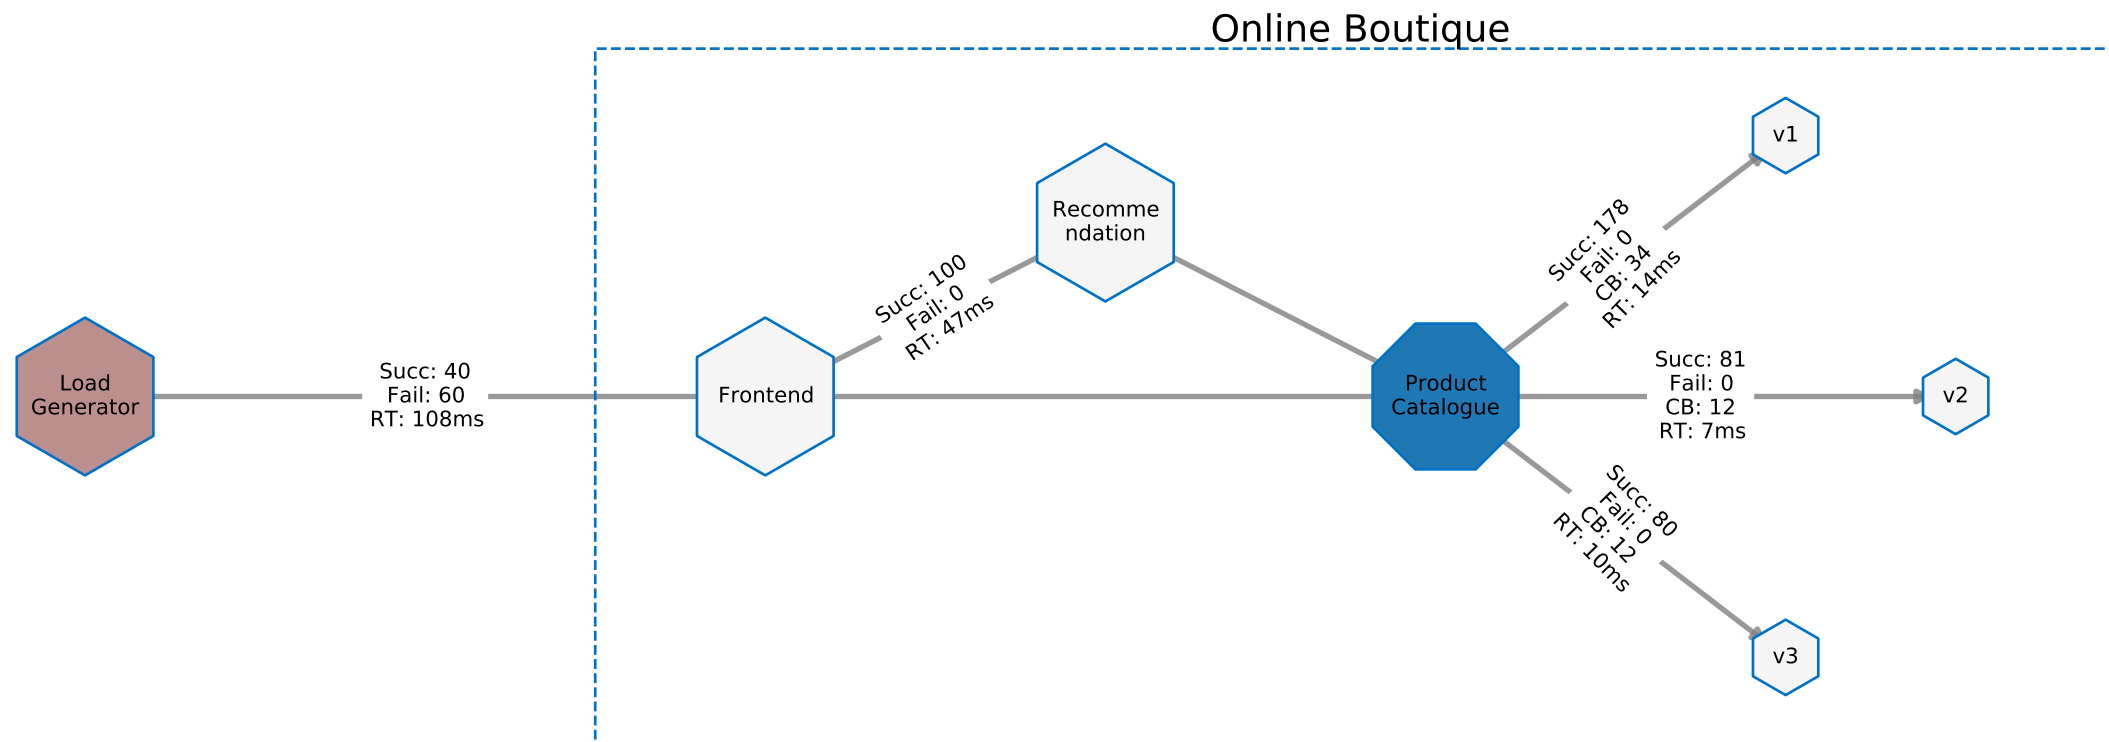 Online Boutique
Load
Generator
Succ: 40
Fail: 60
RT: 108ms
Frontend
Succ: 100
Fail: 0
RT: 47ms
Recomme
ndation
Product
Catalogue
Succ: 178
Fail: 0
CB: 34
RT: 14ms
v1
Succ: 81
Fail: 0
CB: 12
RT: 7ms
v2
Succ: 80
Fail: 0
CB: 12
RT: 10ms
v3